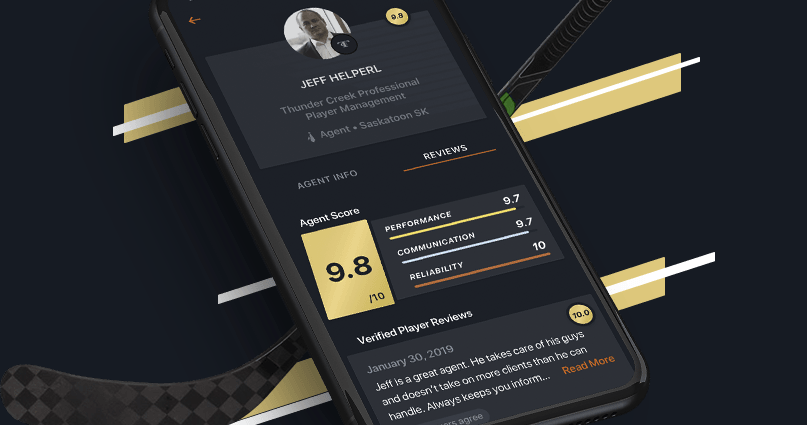 9.8
JEFF HELPERL
Thunder Creek Professional
Player Management
Agent • Saskatoon SK
AGENT INFO
REVIEWS
Agent Score
9.8
/10
PERFORMANCE 9.7
COMMUNICATION 9.7
RELIABILITY 10
Verified Player Reviews
10.0
January 30, 2019
Jeff is a great agent. He takes care of his guys
and doesn't take on more clients than he can
handle. Always keeps you inform... Read More
agree